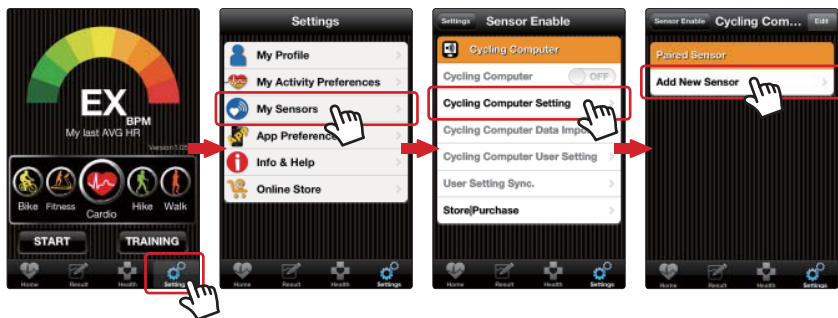 EX
BPM
My last AVG HR
Version1.05
Bike
Fitness
Cardio
Hike
Walk
START
TRAINING
Home
Result
Health
Settings
Settings
My Profile
My Activity Preferences
My Sensors
App Preferenc
Info & Help
Online Store
Home
Result
Health
Settings
Settings
Sensor Enable
Cycling Computer
Cycling Computer
OFF
Cycling Computer Setting
Cycling Computer Data Impo
Cycling Computer User Setting
User Setting Sync.
Store|Purchase
Home
Result
Health
Settings
Sensor Enable
Cycling Com...
Edit
Paired Sensor
Add New Sensor
Home
Result
Health
Settings